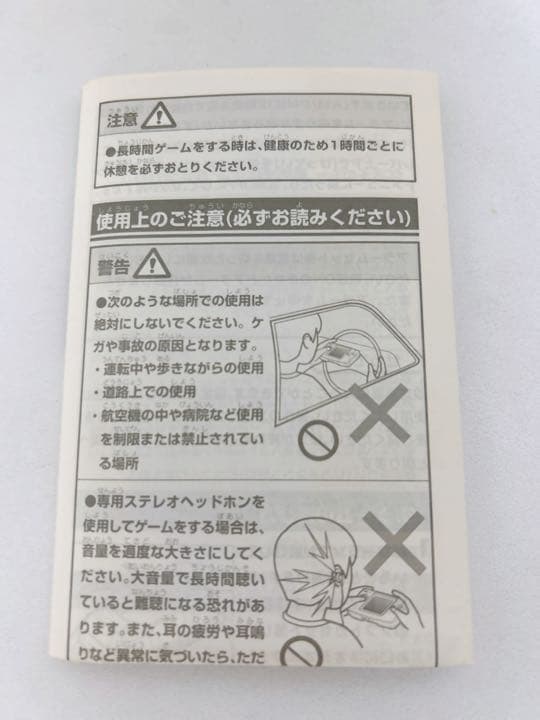 注意
●長時間ゲームをする時は、健康のため1時間ごとに
休憩を必ずおとりください。
使用上のご注意(必ずお読みください)
警告
●次のような場所での使用は
絶対にしないでください。ケ
ガや事故の原因となります。
・運転中や歩きながらの使用
・道路上での使用
・航空機の中や病院など使用
を制限または禁止されてい
る場所
●専用ステレオヘッドホンを
使用してゲームをする場合は、
音量を適度な大きさにしてく
ださい。大音量で長時間聴い
ていると難聴になる恐れがあ
ります。また、耳の疲労や耳鳴
りなど異常に気づいたら、ただ